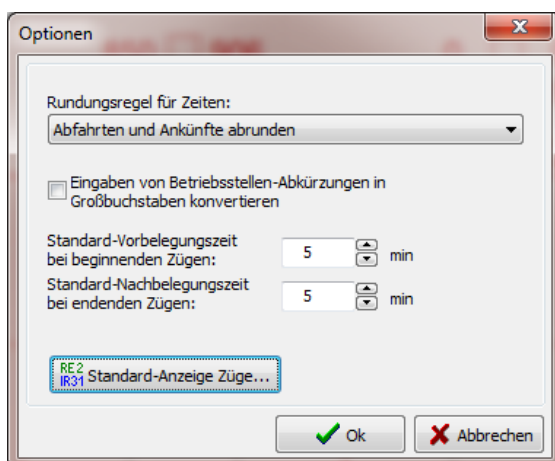 Optionen
Rundungsregel für Zeiten:
Abfahrten und Ankünfte abrunden
Eingaben von Betriebsstellen-Abkürzungen in
Großbuchstaben konvertieren
Standard-Vorbelegungszeit
bei beginnenden Zügen:
5 min
Standard-Nachbelegungszeit
bei endenden Zügen:
5 min
RE2
IR31
Standard-Anzeige Züge...
Ok
Abbrechen